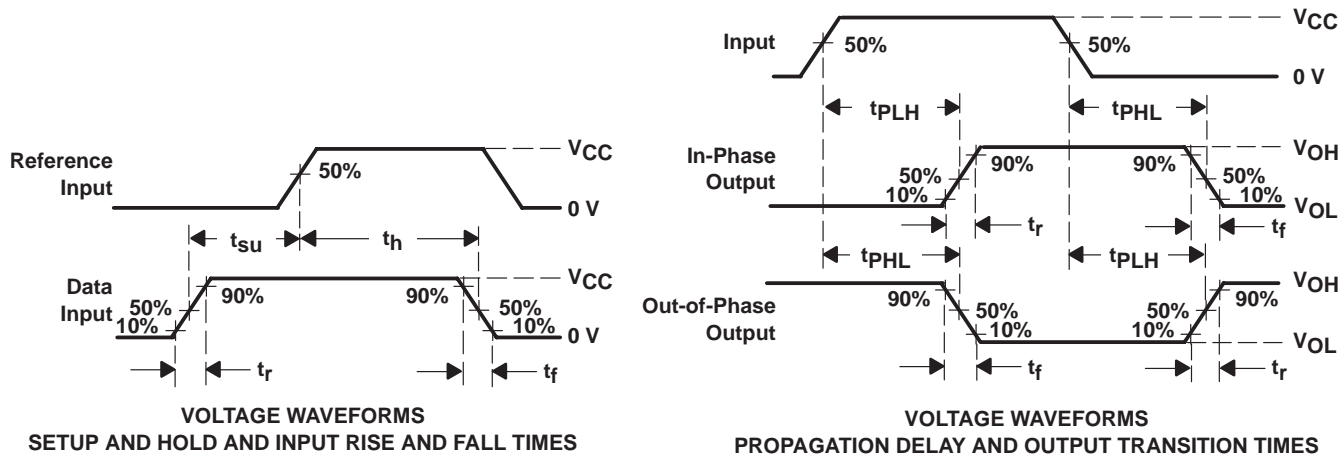 Reference
Input
50%
VCC
0 V
tsu
th
Data
Input
50%
10%
90%
90%
VCC
50%
10%
0 V
tr
tf
VOLTAGE WAVEFORMS
SETUP AND HOLD AND INPUT RISE AND FALL TIMES
Input
50%
50%
VCC
0 V
tPLH
tPHL
In-Phase
Output
50%
10%
90%
90%
VOH
50%
10%
VOL
tr
tf
tPHL
tPLH
Out-of-Phase
Output
90%
50%
10%
50%
10%
90%
VOH
VOL
tf
tr
VOLTAGE WAVEFORMS
PROPAGATION DELAY AND OUTPUT TRANSITION TIMES